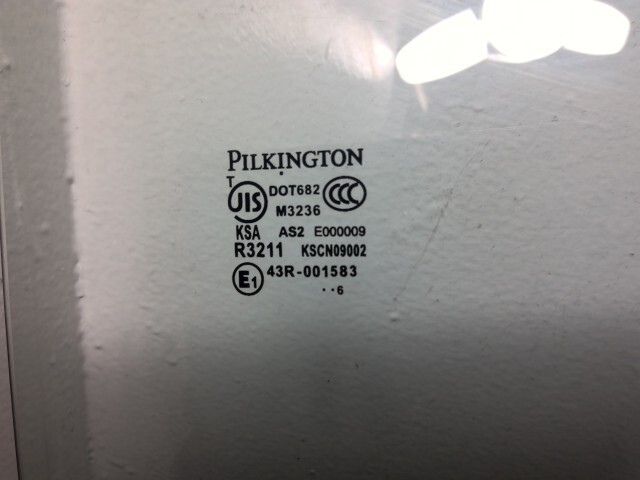 PILKINGTON
T DOT682 CCC
JIS M3236
KSA AS2 E000009
R3211 KSCN09002
E1 43R-001583
··6